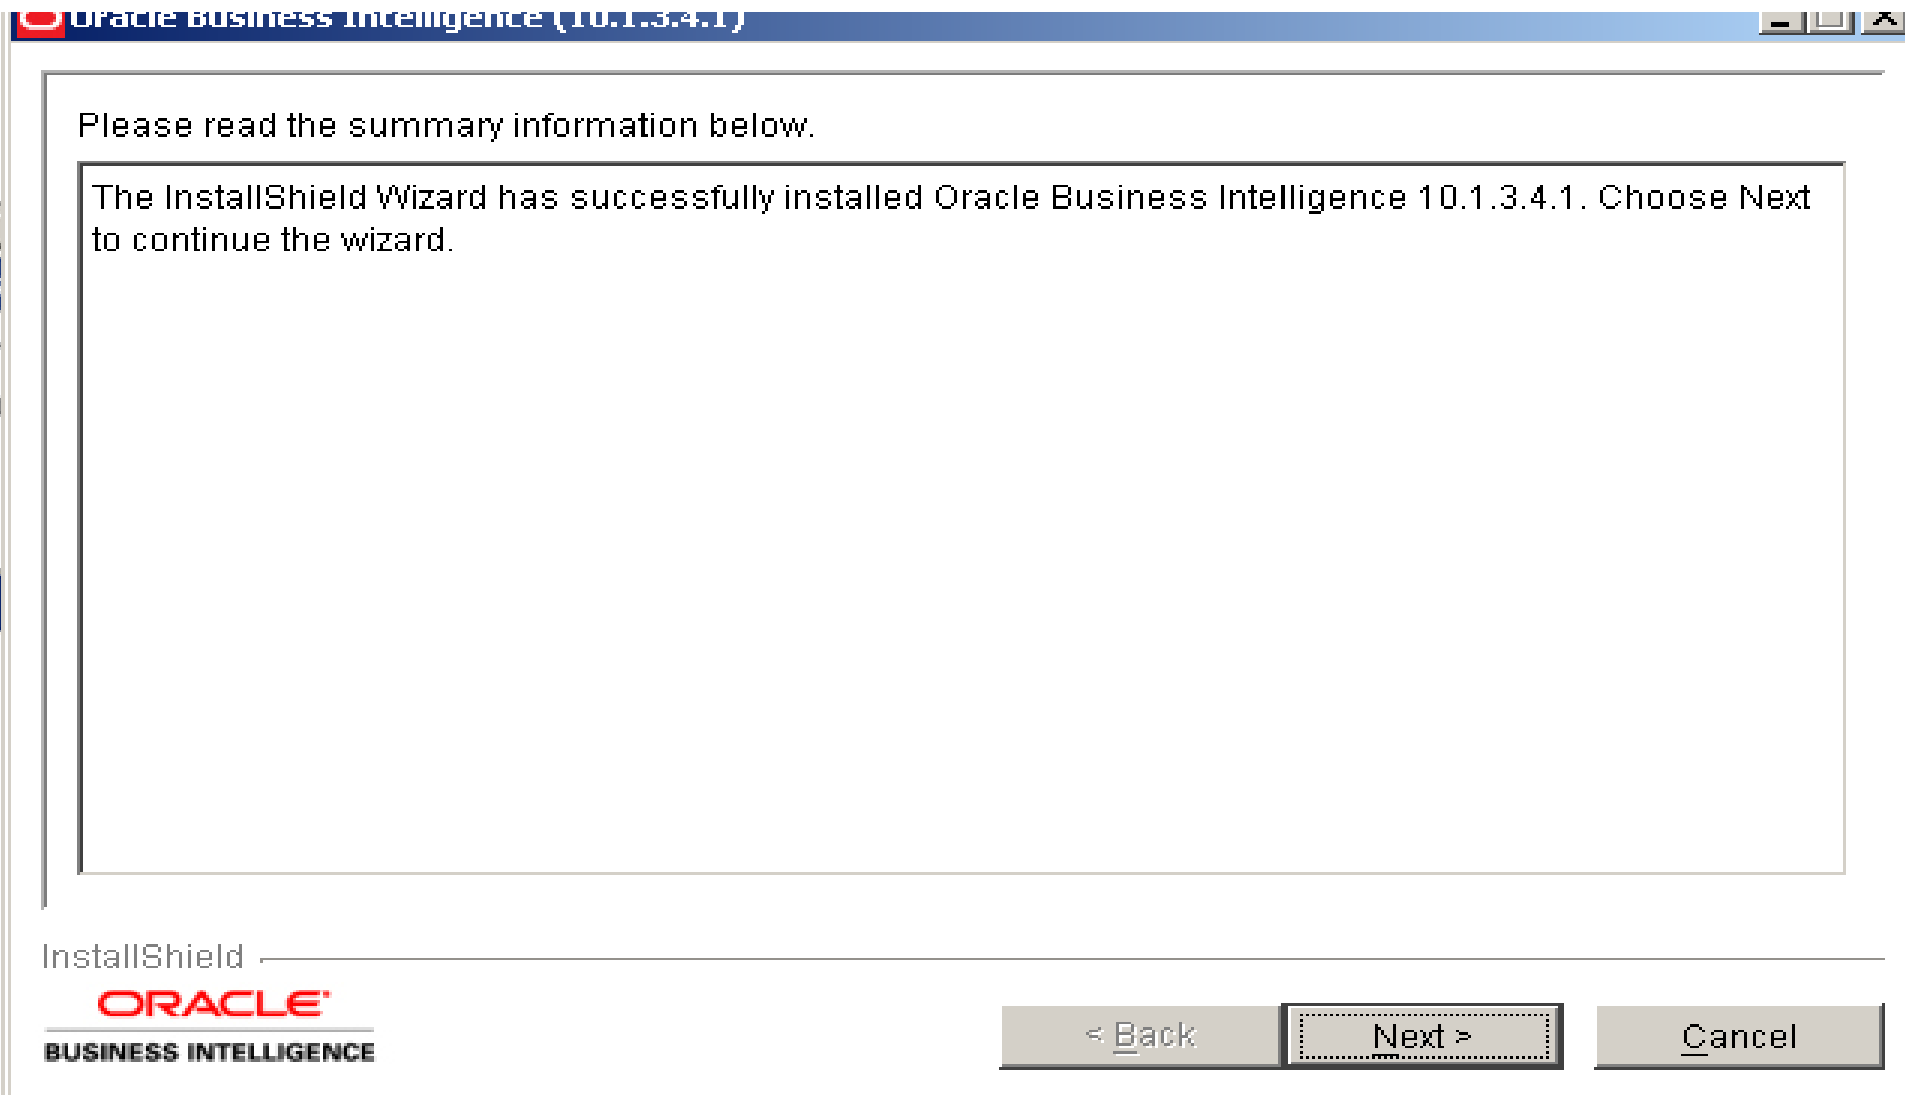 Oracle Business Intelligence (10.1.3.4.1)
Please read the summary information below.
The InstallShield Wizard has successfully installed Oracle Business Intelligence 10.1.3.4.1. Choose Next
to continue the wizard.
InstallShield
ORACLE
BUSINESS INTELLIGENCE
< Back
Next >
Cancel